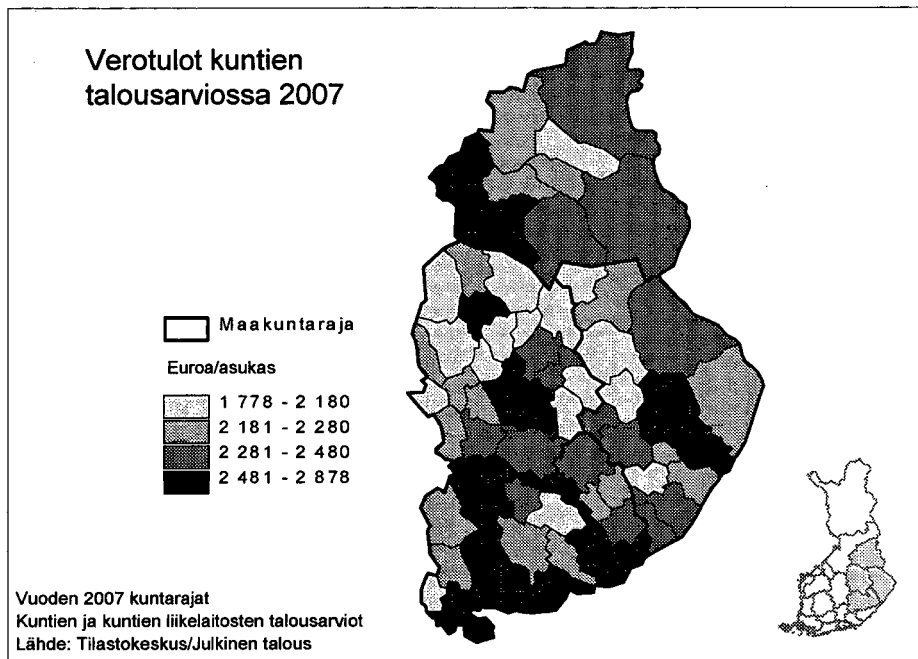 Verotulot kuntien
talousarviossa 2007
Maakuntaraja
Euroa/asukas
1 778 - 2 180
2 181 - 2 280
2 281 - 2 480
2 481 - 2 878
Vuoden 2007 kuntarajat
Kuntien ja kuntien liikelaitosten talousarviot
Lähde: Tilastokeskus/Julkinen talous